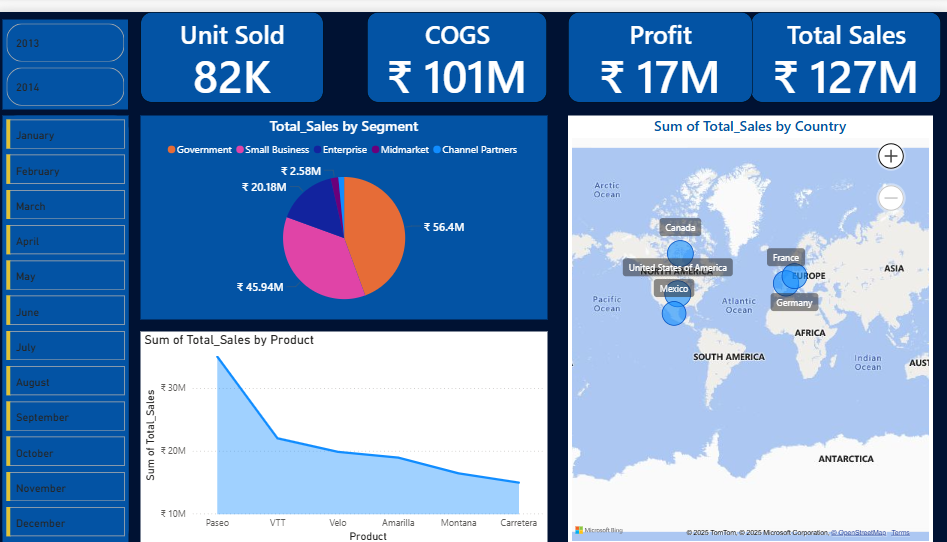 2013
2014
January
February
March
April
May
June
July
August
September
October
November
December
Unit Sold
82K
COGS
₹ 101M
Profit
₹ 17M
Total Sales
₹ 127M
Total_Sales by Segment
Government Small Business Enterprise Midmarket Channel Partners
₹ 2.58M
₹ 20.18M
₹ 56.4M
₹ 45.94M
Sum of Total_Sales by Product
Sum of Total_Sales
₹ 30M
₹ 20M
₹ 10M
Paseo VTT Velo Amarilla Montana Carretera
Product
Sum of Total_Sales by Country
Arctic
Ocean
Canada
United States of America
Mexico
France
EUROPE
Germany
ASIA
Pacific
Ocean
Atlantic
Ocean
AFRICA
SOUTH AMERICA
Indian
Ocean
AUST
ANTARCTICA
Microsoft Bing
© 2025 TomTom, © 2025 Microsoft Corporation, © OpenStreetMap Terms